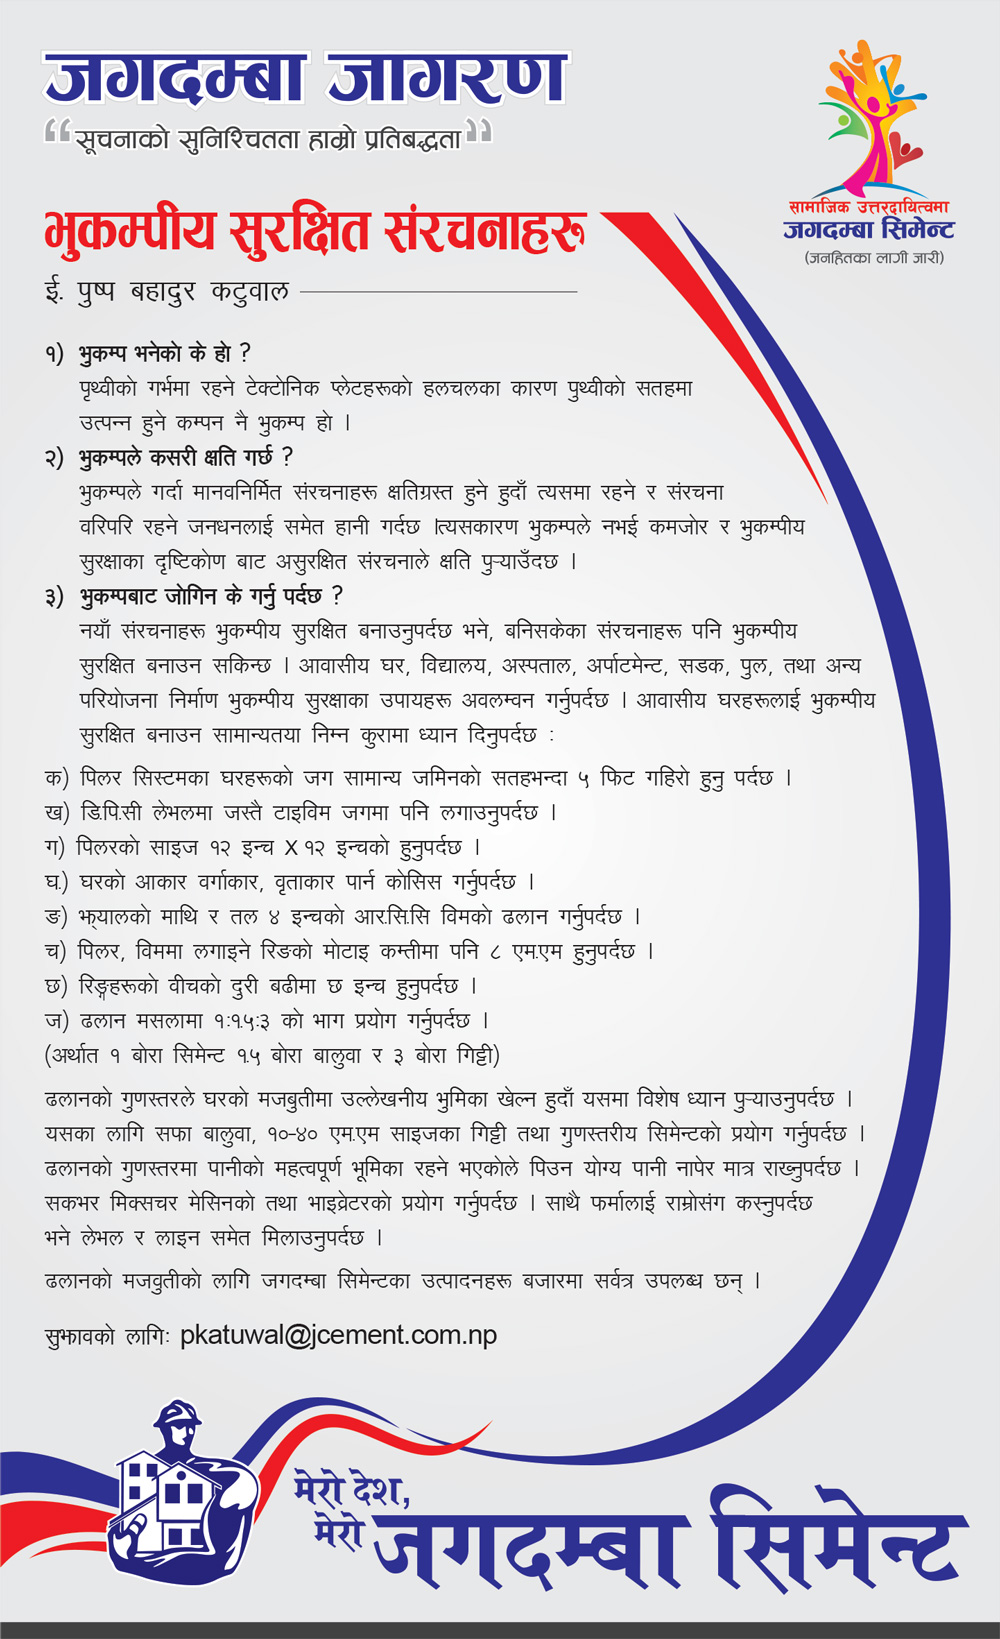 जगदम्बा जागरण
“सूचनाको सुनिश्चितता हाम्रो प्रतिबद्धता”
सामाजिक उत्तरदायित्वमा
जगदम्बा सिमेन्ट
(जनहितका लागी जारी)
भुकम्पीय सुरक्षित संरचनाहरु
ई. पुष्प बहादुर कटुवाल
१) भुकम्प भनेको के हो ?
पृथ्वीको गर्भमा रहने टेक्टोनिक प्लेटहरूको हलचलका कारण पुथ्वीको सतहमा
उत्पन्न हुने कम्पन नै भुकम्प हो ।
२) भुकम्पले कसरी क्षति गर्छ ?
भुकम्पले गर्दा मानवनिर्मित संरचनाहरू क्षतिग्रस्त हुने हुदाँ त्यसमा रहने र संरचना
वरिपरि रहने जनधनलाई समेत हानी गर्दछ ।त्यसकारण भुकम्पले नभई कमजोर र भुकम्पीय
सुरक्षाका दृष्टिकोण बाट असुरक्षित संरचनाले क्षति पुऱ्याउँदछ ।
३) भुकम्पबाट जोगिन के गर्नु पर्दछ ?
नयाँ संरचनाहरू भुकम्पीय सुरक्षित बनाउनुपर्दछ भने, बनिसकेका संरचनाहरू पनि भुकम्पीय
सुरक्षित बनाउन सकिन्छ । आवासीय घर, विद्यालय, अस्पताल, अर्पाटमेन्ट, सडक, पुल, तथा अन्य
परियोजना निर्माण भुकम्पीय सुरक्षाका उपायहरू अवलम्वन गर्नुपर्दछ । आवासीय घरहरूलाई भुकम्पीय
सुरक्षित बनाउन सामान्यतया निम्न कुरामा ध्यान दिनुपर्दछ :
क) पिलर सिस्टमका घरहरूको जग सामान्य जमिनको सतहभन्दा ५ फिट गहिरो हुनु पर्दछ ।
ख) डि.पि.सी लेभलमा जस्तै टाइविम जगमा पनि लगाउनुपर्दछ ।
ग) पिलरको साइज १२ इन्च X १२ इन्चको हुनुपर्दछ ।
घ.) घरको आकार वर्गाकार, वृताकार पार्न कोसिस गर्नुपर्दछ ।
ङ) भ्र्यालको माथि र तल ४ इन्चको आर.सि.सि विमको ढलान गर्नुपर्दछ ।
च) पिलर, विममा लगाइने रिङको मोटाइ कम्तीमा पनि ८ एम.एम हुनुपर्दछ ।
छ) रिङ्गहरूको वीचको दुरी बढीमा छ इन्च हुनुपर्दछ ।
ज) ढलान मसलामा १:१.५:३ को भाग प्रयोग गर्नुपर्दछ ।
(अर्थात १ बोरा सिमेन्ट १.५ बोरा बालुवा र ३ बोरा गिट्टी)
ढलानको गुणस्तरले घरको मजबुतीमा उल्लेखनीय भुमिका खेल्न हुदाँ यसमा विशेष ध्यान पुऱ्याउनुपर्दछ ।
यसका लागि सफा बालुवा, १०-४० एम.एम साइजका गिट्टी तथा गुणस्तरीय सिमेन्टको प्रयोग गर्नुपर्दछ ।
ढलानको गुणस्तरमा पानीको महत्वपूर्ण भूमिका रहने भएकोले पिउन योग्य पानी नापेर मात्र राख्नुपर्दछ ।
सकभर मिक्सचर मेसिनको तथा भाइव्रेटरको प्रयोग गर्नुपर्दछ । साथै फर्मालाई राम्रोसंग कस्नुपर्दछ
भने लेभल र लाइन समेत मिलाउनुपर्दछ ।
ढलानको मजवुतीको लागि जगदम्बा सिमेन्टका उत्पादनहरू बजारमा सर्वत्र उपलब्ध छन् ।
सुझावको लागि: pkatuwal@jcement.com.np
मेरो देश,
मेरो जगदम्बा सिमेन्ट